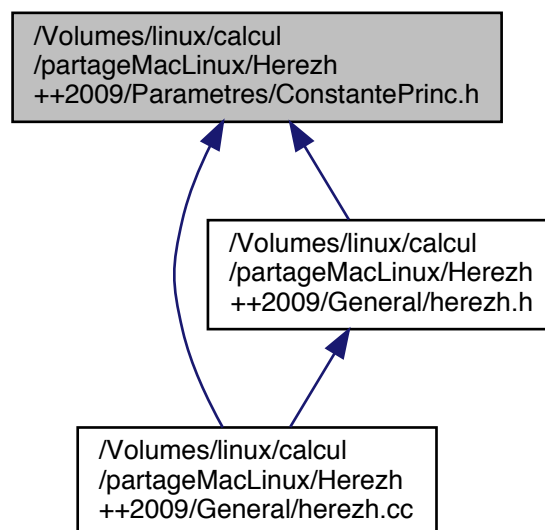 /Volumes/linux/calcul
/partageMacLinux/Herezh
++2009/Parametres/ConstantePrinc.h
/Volumes/linux/calcul
/partageMacLinux/Herezh
++2009/General/herezh.h
/Volumes/linux/calcul
/partageMacLinux/Herezh
++2009/General/herezh.cc